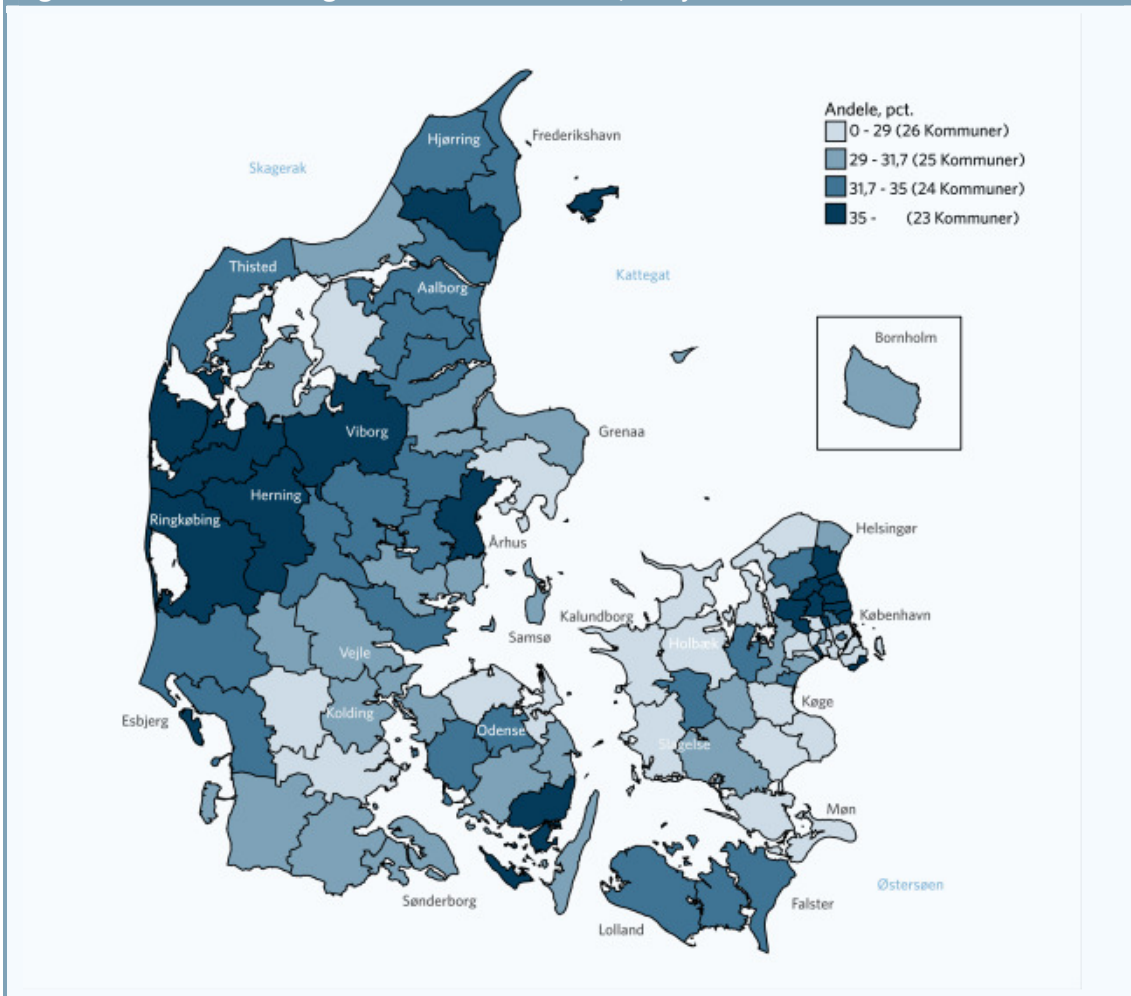 Andele, pct.
0 - 29 (26 Kommuner)
29 - 31,7 (25 Kommuner)
31,7 - 35 (24 Kommuner)
35 - (23 Kommuner)
Hjørring
Frederikshavn
Skagerak
Thisted
Aalborg
Kattegat
Bornholm
Viborg
Grenaa
Herning
Ringkøbing
Århus
Helsingør
København
Kalundborg
Samsø
Holbæk
Vejle
Køge
Kolding
Esbjerg
Odense
Slagelse
Møn
Østersøen
Sønderborg
Falster
Lolland